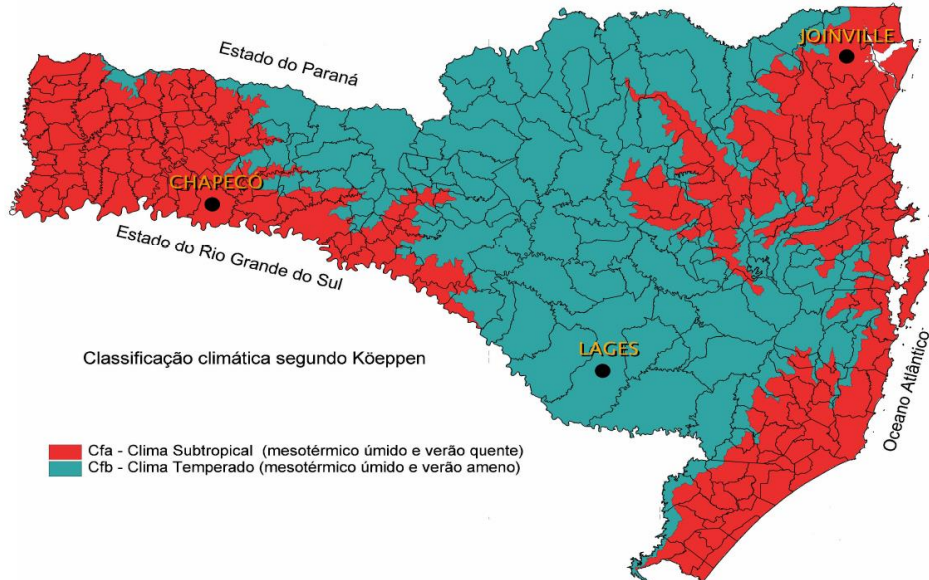 Estado do Paraná
JOINVILLE
CHAPECÓ
Estado do Rio Grande do Sul
Classificação climática segundo Köeppen
LAGES
Oceano Atlântico
Cfa - Clima Subtropical (mesotérmico úmido e verão quente)
Cfb - Clima Temperado (mesotérmico úmido e verão ameno)